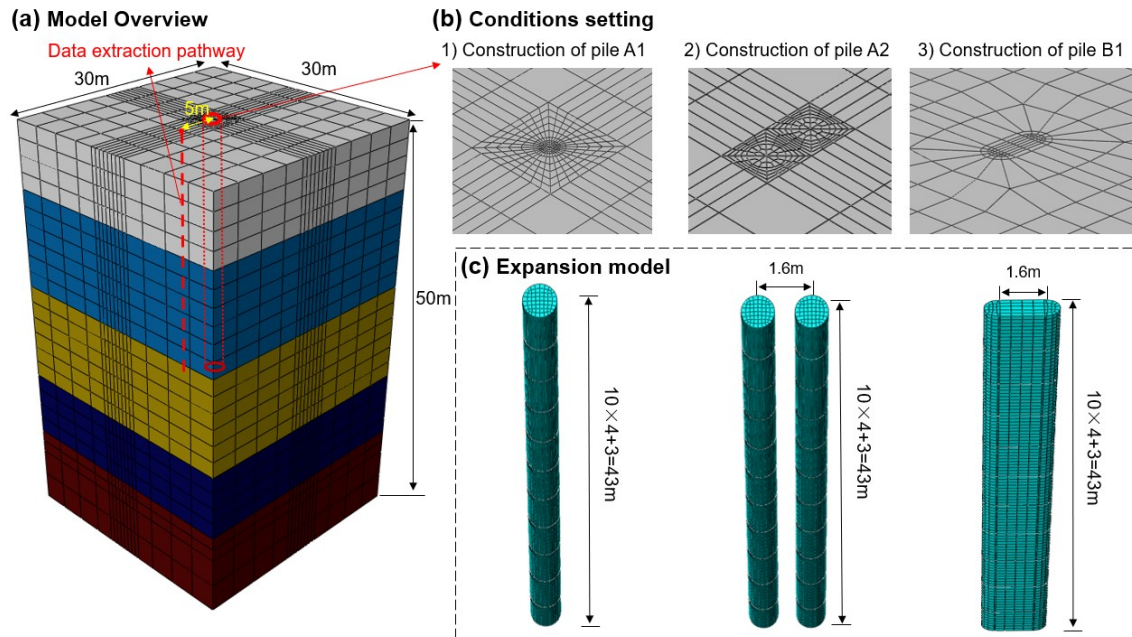 (a) Model Overview
Data extraction pathway
30m
30m
5m
50m
(b) Conditions setting
1) Construction of pile A1
2) Construction of pile A2
3) Construction of pile B1
(c) Expansion model
10×4+3=43m
1.6m
10×4+3=43m
1.6m
10×4+3=43m